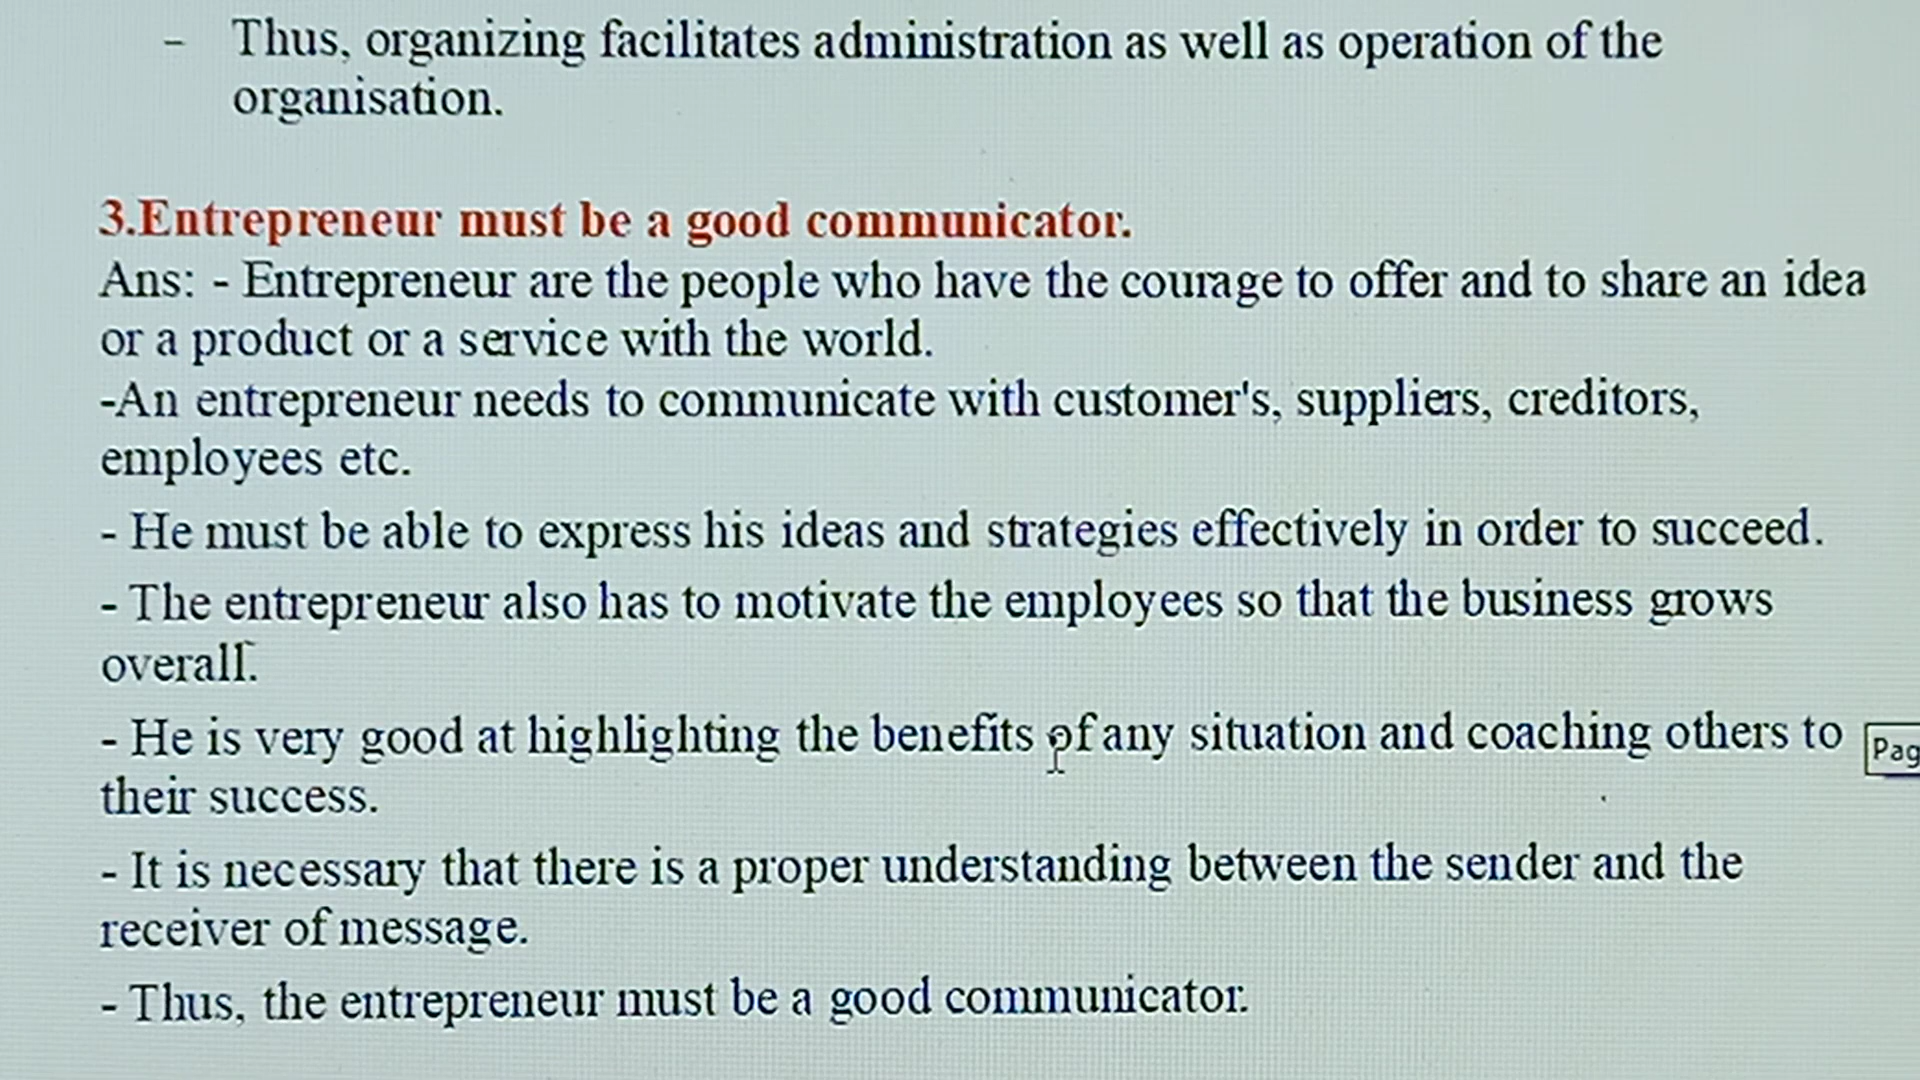 - Thus, organizing facilitates administration as well as operation of the
organisation.
3.Entrepreneur must be a good communicator.
Ans: - Entrepreneur are the people who have the courage to offer and to share an idea
or a product or a service with the world.
-An entrepreneur needs to communicate with customer's, suppliers, creditors,
employees etc.
- He must be able to express his ideas and strategies effectively in order to succeed.
- The entrepreneur also has to motivate the employees so that the business grows
overall.
- He is very good at highlighting the benefits of any situation and coaching others to
Pag
their success.
- It is necessary that there is a proper understanding between the sender and the
receiver of message.
- Thus, the entrepreneur must be a good communicator.